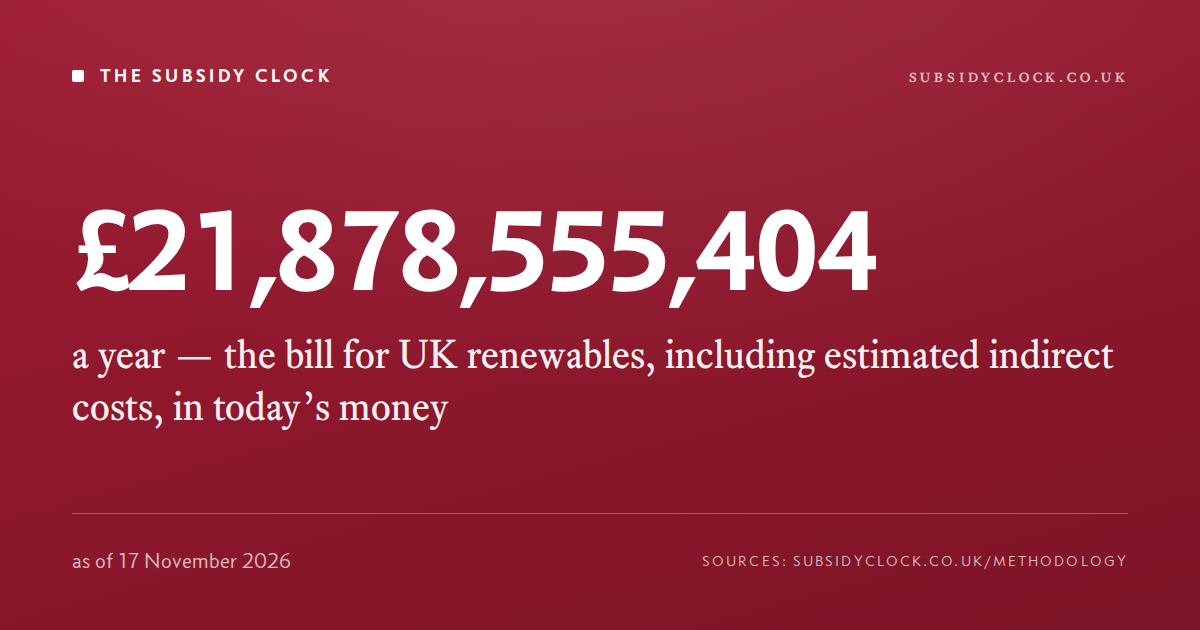 THE SUBSIDY CLOCK
SUBSIDYCLOCK.CO.UK
£21,878,555,404
a year — the bill for UK renewables, including estimated indirect
costs, in today’s money
as of 17 November 2026
SOURCES: SUBSIDYCLOCK.CO.UK/METHODOLOGY